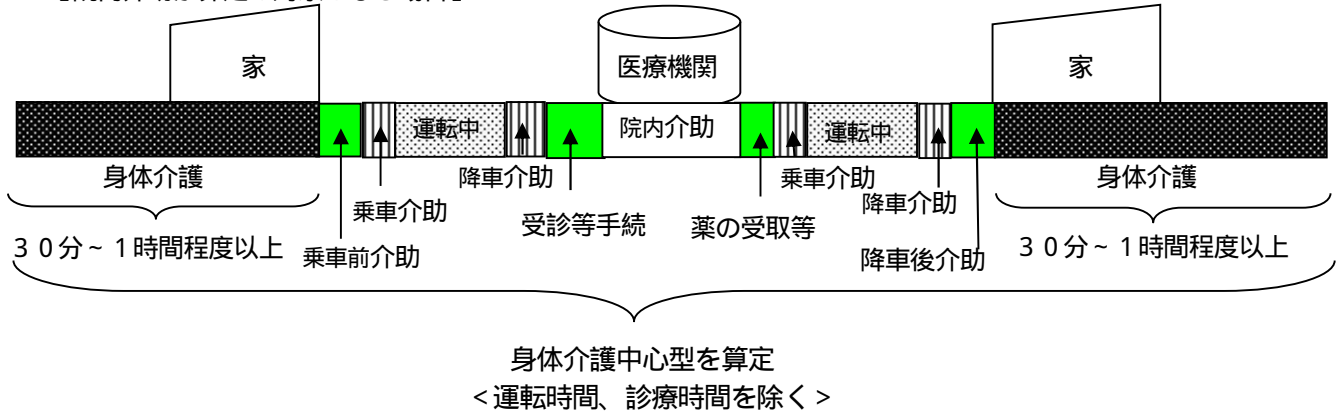 家
医療機関
家
運転中
院内介助
運転中
身体介護
降車介助
乗車介助
身体介護
乗車介助
受診等手続
薬の受取等
降車介助
30分~1時間程度以上
乗車前介助
降車後介助
30分~1時間程度以上
身体介護中心型を算定
<運転時間、診療時間を除く>